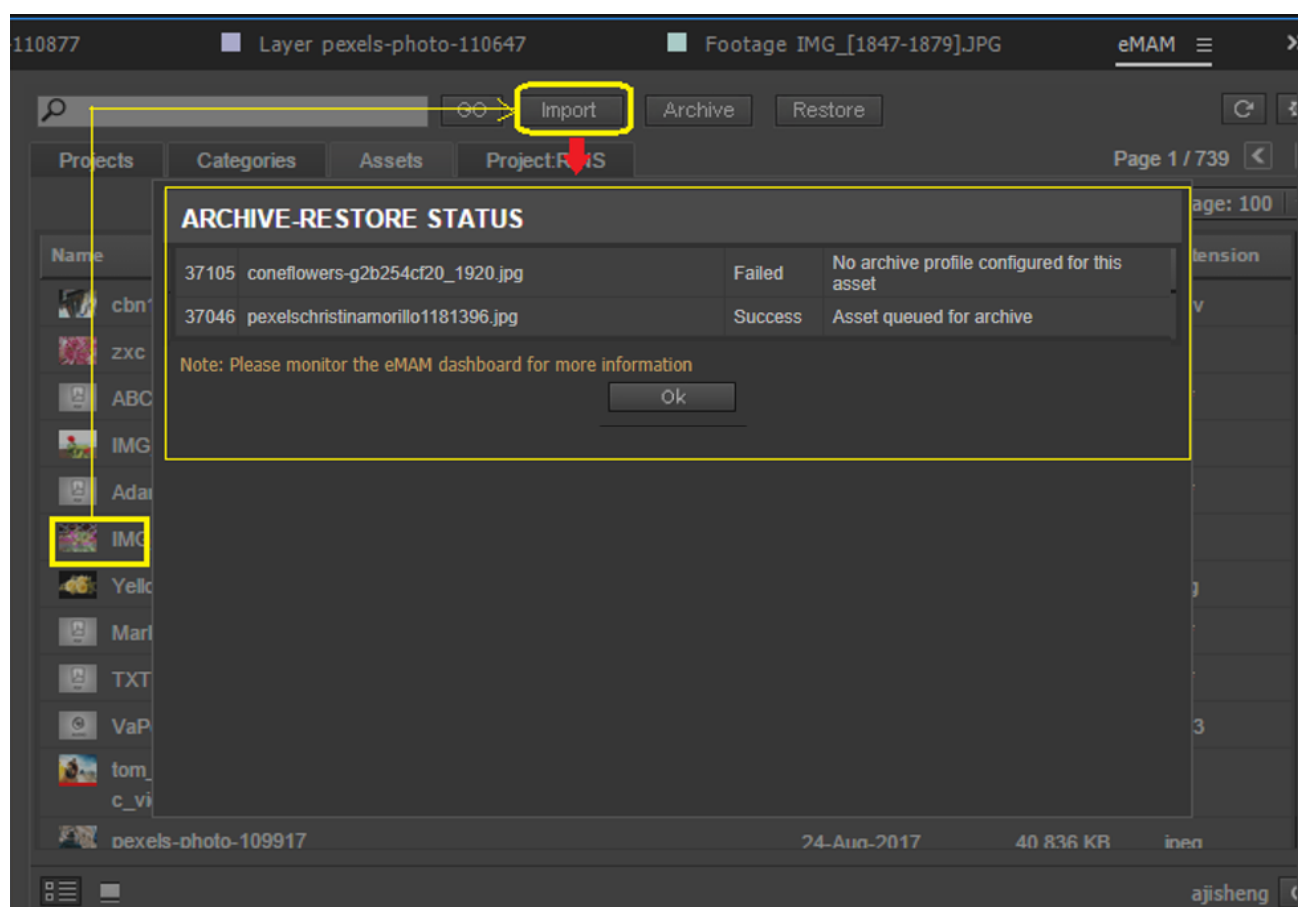 110877
Layer pexels-photo-110647
Footage IMG_[1847-1879].JPG
eMAM
GO
Import
Archive
Restore
Projects
Categories
Assets
Page 1 / 739
age: 100
ARCHIVE-RESTORE STATUS
Name
tension
37105 coneflowers-g2b254cf20_1920.jpg Failed No archive profile configured for this
asset
cbn
v
37046 pexelschristinamorillo1181396.jpg Success Asset queued for archive
zxc
Note: Please monitor the eMAM dashboard for more information
Ok
ABC
IMG
Adar
IMG
Yello
g
Mark
TXT
VaP
3
tom_
c_vi
pexels-photo-109917 24-Aug-2017 40.836 KB jpeg
ajisheng